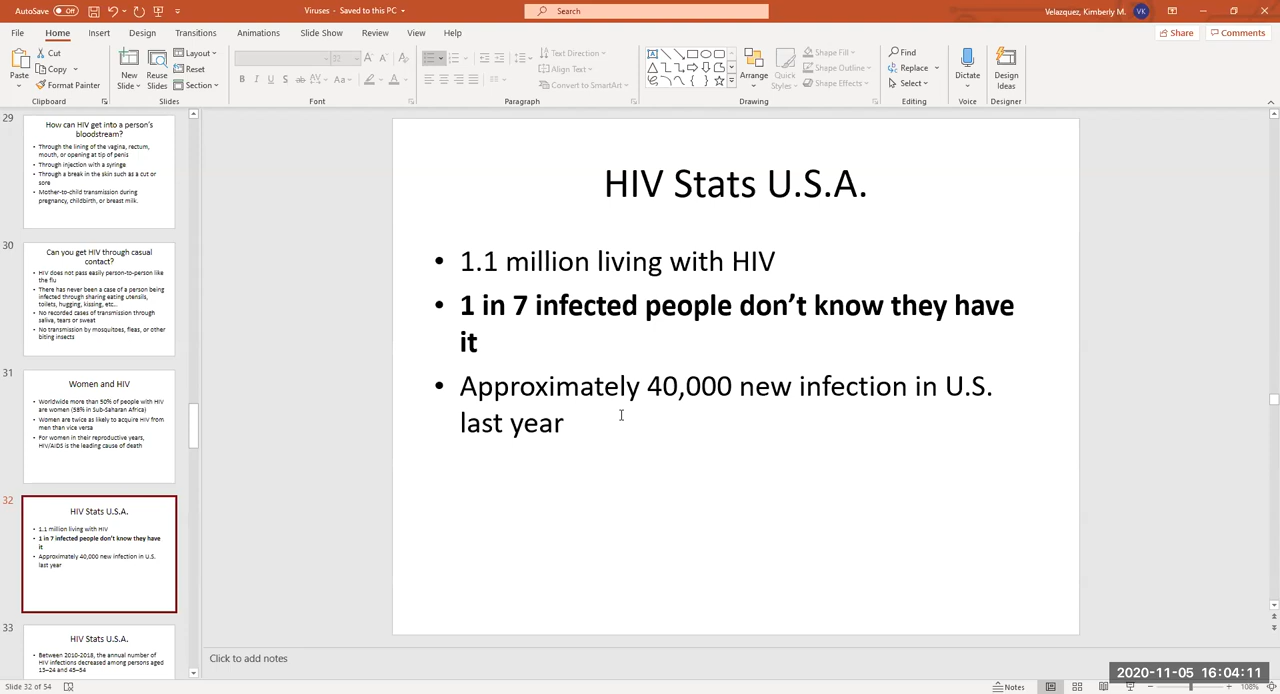 AutoSave Off Viruses - Saved to this PC Search Velazquez, Kimberly M. VK
File Home Insert Design Transitions Animations Slide Show Review View Help Share Comments
Paste Cut Copy Format Painter Clipboard
New Slide Reuse Slides Layout Reset Section Slides
32 B I U S ab AV Aa A Font
Text Direction Align Text Convert to SmartArt Paragraph
Arrange Quick Styles Shape Fill Shape Outline Shape Effects Drawing
Find Replace Select Editing
Dictate Voice
Design Ideas Designer
29
How can HIV get into a person's
bloodstream?
• Through the lining of the vagina, rectum,
mouth, or opening at tip of penis
• Through injection with a syringe
• Through a break in the skin such as a cut or
sore
• Mother-to-child transmission during
pregnancy, childbirth, or breast milk.
30
Can you get HIV through casual
contact?
• HIV does not pass easily person-to-person like
the flu
• There has never been a case of a person being
infected through sharing eating utensils,
toilets, hugging, kissing, etc...
• No recorded cases of transmission through
saliva, tears or sweat
• No transmission by mosquitoes, fleas, or other
biting insects
31
Women and HIV
• Worldwide more than 50% of people with HIV
are women (58% in Sub-Saharan Africa)
• Women are twice as likely to acquire HIV from
men than vice versa
• For women in their reproductive years,
HIV/AIDS is the leading cause of death
32
HIV Stats U.S.A.
• 1.1 million living with HIV
• 1 in 7 infected people don't know they have
it
• Approximately 40,000 new infection in U.S.
last year
33
HIV Stats U.S.A.
• Between 2010-2018, the annual number of
HIV infections decreased among persons aged
13–24 and 45–54
HIV Stats U.S.A.
• 1.1 million living with HIV
• 1 in 7 infected people don't know they have
it
• Approximately 40,000 new infection in U.S.
last year
Click to add notes
2020-11-05 16:04:11
Slide 32 of 54 Notes 108%